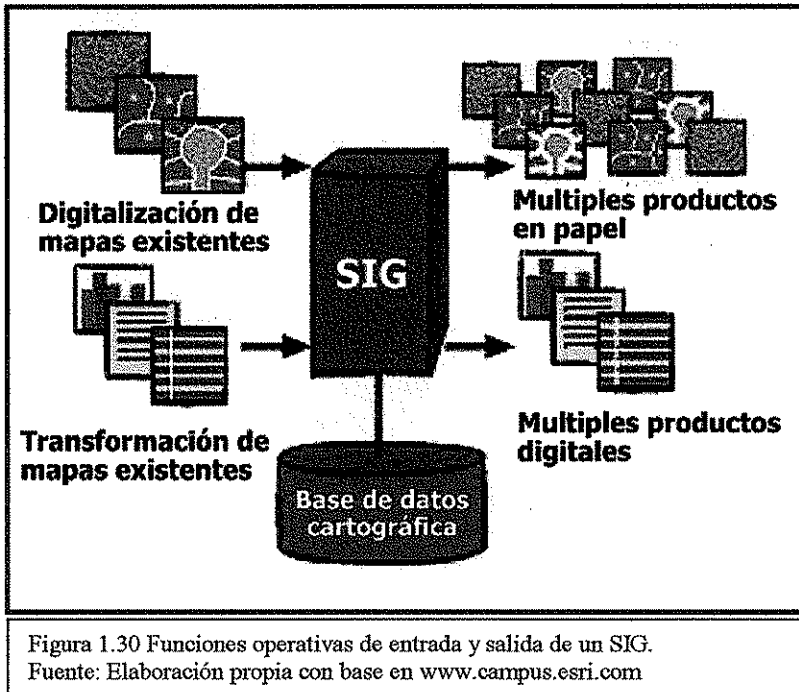 Digitalización de
mapas existentes
Multiples productos
en papel
SIG
Transformación de
mapas existentes
Multiples productos
digitales
Base de datos
cartográfica
Figura 1.30 Funciones operativas de entrada y salida de un SIG.
Fuente: Elaboración propia con base en www.campus.esri.com